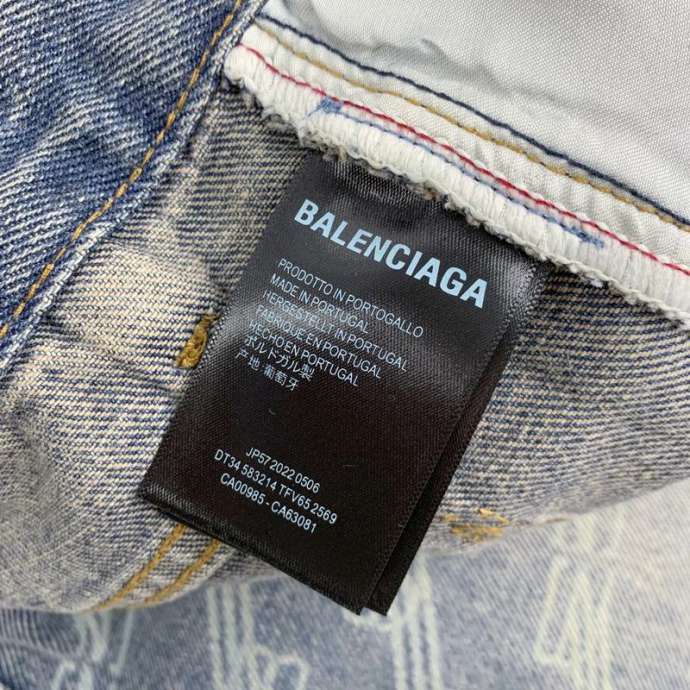 BALENCIAGA
PRODOTTO IN PORTOGALLO
MADE IN PORTUGAL
HERGESTELLT IN PORTUGAL
FABRIQUÉ EN PORTUGAL
HECHO EN PORTUGAL
ポルトガル製
产地:葡萄牙
JP57 2022 0506
DT34 583214 TFV65 2569
CA00985 - CA63081